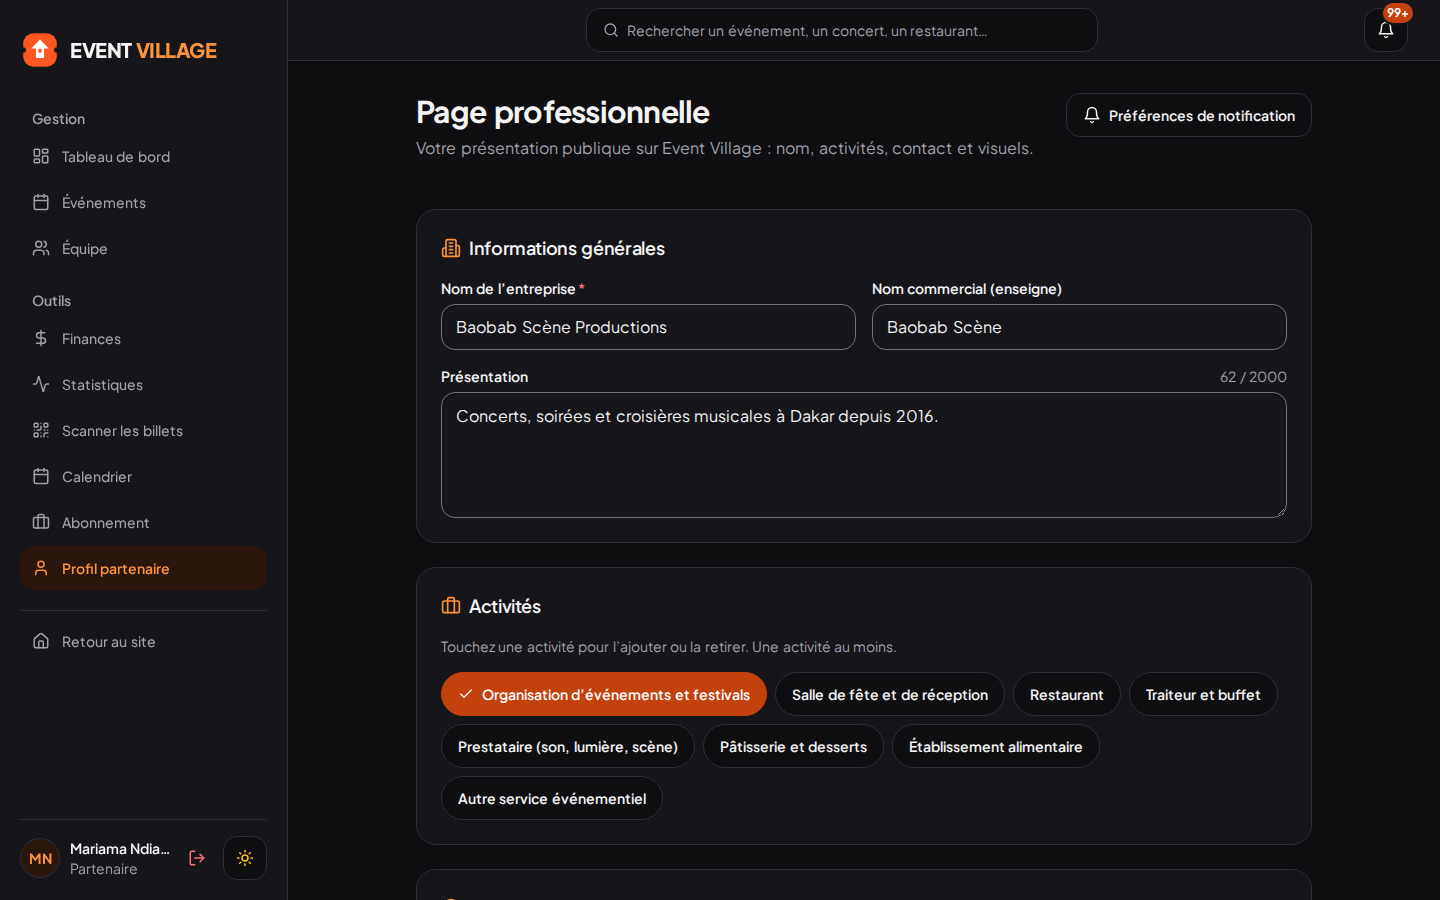 EVENT VILLAGE
Rechercher un événement, un concert, un restaurant…
99+
Gestion
Tableau de bord
Événements
Équipe
Outils
Finances
Statistiques
Scanner les billets
Calendrier
Abonnement
Profil partenaire
Retour au site
MN
Mariama Ndia…
Partenaire
Page professionnelle
Préférences de notification
Votre présentation publique sur Event Village : nom, activités, contact et visuels.
Informations générales
Nom de l’entreprise *
Nom commercial (enseigne)
Baobab Scène Productions
Baobab Scène
Présentation
62 / 2000
Concerts, soirées et croisières musicales à Dakar depuis 2016.
Activités
Touchez une activité pour l’ajouter ou la retirer. Une activité au moins.
Organisation d’événements et festivals
Salle de fête et de réception
Restaurant
Traiteur et buffet
Prestataire (son, lumière, scène)
Pâtisserie et desserts
Établissement alimentaire
Autre service événementiel